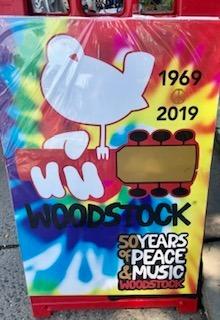 1969
2019
WOODSTOCK
50 YEARS
OF PEACE
& MUSIC
WOODSTOCK